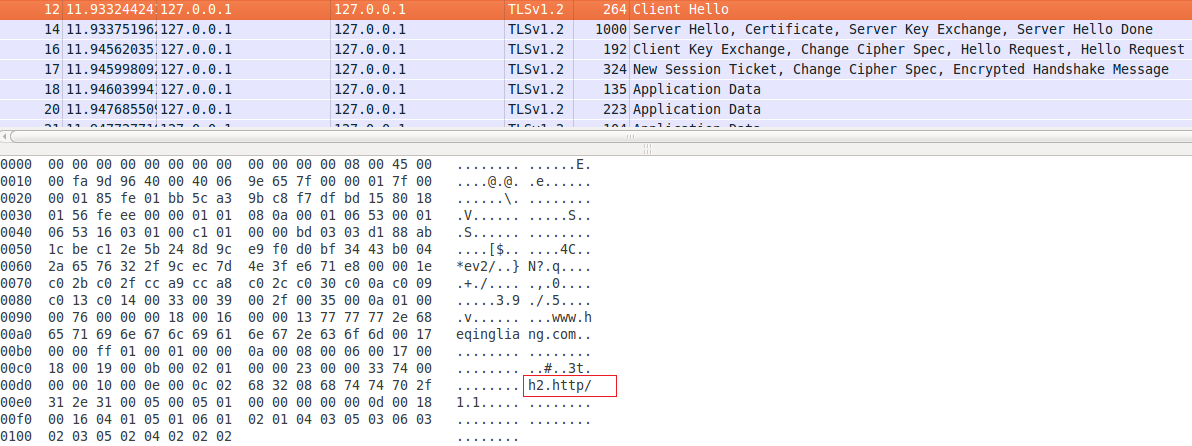 12 11.933244241 127.0.0.1 127.0.0.1 TLSv1.2 264 Client Hello
14 11.933751962 127.0.0.1 127.0.0.1 TLSv1.2 1000 Server Hello, Certificate, Server Key Exchange, Server Hello Done
16 11.945620351 127.0.0.1 127.0.0.1 TLSv1.2 192 Client Key Exchange, Change Cipher Spec, Hello Request, Hello Request
17 11.945998092 127.0.0.1 127.0.0.1 TLSv1.2 324 New Session Ticket, Change Cipher Spec, Encrypted Handshake Message
18 11.946039941 127.0.0.1 127.0.0.1 TLSv1.2 135 Application Data
20 11.947685509 127.0.0.1 127.0.0.1 TLSv1.2 223 Application Data
0000 00 00 00 00 00 00 00 00 00 00 00 00 08 00 45 00 ........ ......E.
0010 00 fa 9d 96 40 00 40 06 9e 65 7f 00 00 01 7f 00 ....@.@. .e......
0020 00 01 85 fe 01 bb 5c a3 9b c8 f7 df bd 15 80 18 ......\. ........
0030 01 56 fe ee 00 00 01 01 08 0a 00 01 06 53 00 01 .V...... .....S..
0040 06 53 16 03 01 00 c1 01 00 00 bd 03 03 d1 88 ab .S...... ........
0050 1c be c1 2e 5b 24 8d 9c e9 f0 d0 bf 34 43 b0 04 ....[$.. ....4C..
0060 2a 65 76 32 2f 9c ec 7d 4e 3f e6 71 e8 00 00 1e *ev2/..} N?.q....
0070 c0 2b c0 2f cc a9 cc a8 c0 2c c0 30 c0 0a c0 09 .+./.... .,.0....
0080 c0 13 c0 14 00 33 00 39 00 2f 00 35 00 0a 01 00 .....3.9 ./.5....
0090 00 76 00 00 00 18 00 16 00 00 13 77 77 77 2e 68 .v...... ...www.h
00a0 65 71 69 6e 67 6c 69 61 6e 67 2e 63 6f 6d 00 17 eqinglia ng.com..
00b0 00 00 ff 01 00 01 00 00 0a 00 08 00 06 00 17 00 ........ ........
00c0 18 00 19 00 0b 00 02 01 00 00 23 00 00 33 74 00 ........ ..#..3t.
00d0 00 00 10 00 0e 00 0c 02 68 32 08 68 74 74 70 2f ........ h2.http/
00e0 31 2e 31 00 05 00 05 01 00 00 00 00 00 0d 00 18 1.1..... ........
00f0 00 16 04 01 05 01 06 01 02 01 04 03 05 03 06 03 ........ ........
0100 02 03 05 02 04 02 02 02 ........